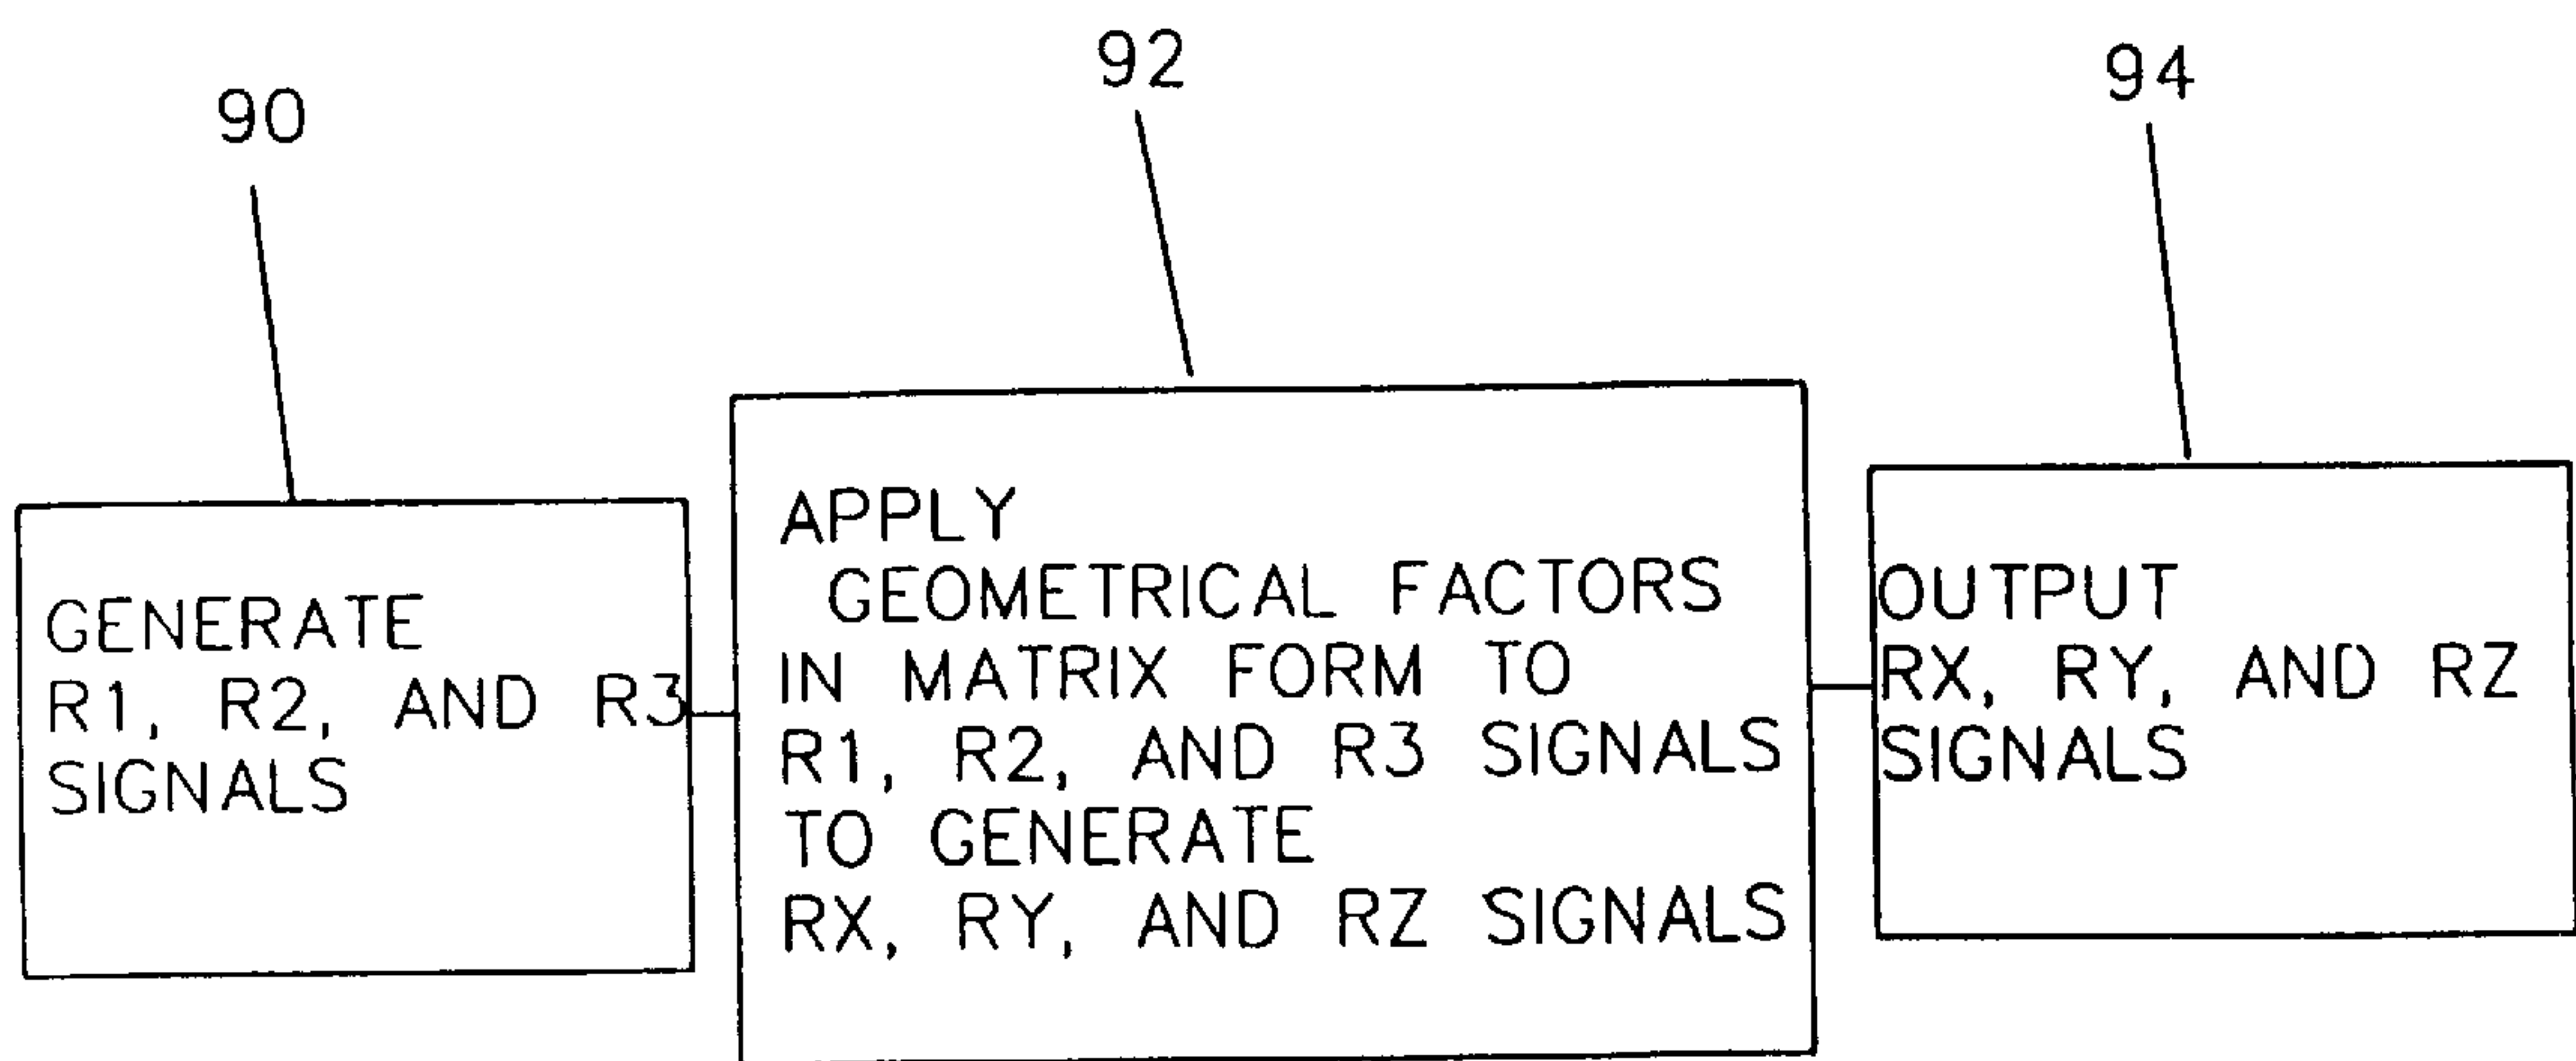 90
92
94
GENERATE
R1, R2, AND R3
SIGNALS
APPLY
GEOMETRICAL FACTORS
IN MATRIX FORM TO
R1, R2, AND R3 SIGNALS
TO GENERATE
RX, RY, AND RZ SIGNALS
OUTPUT
RX, RY, AND RZ
SIGNALS